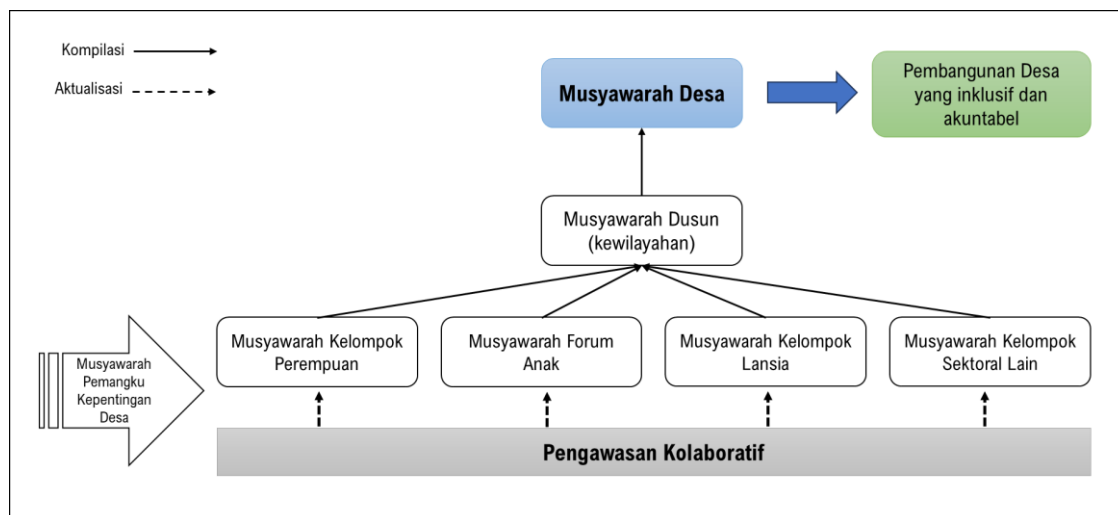 Kompilasi
Aktualisasi
Musyawarah Desa
Pembangunan Desa
yang inklusif dan
akuntabel
Musyawarah Dusun
(kewilayahan)
Musyawarah
Pemangku
Kepentingan
Desa
Musyawarah Kelompok
Perempuan
Musyawarah Forum
Anak
Musyawarah Kelompok
Lansia
Musyawarah Kelompok
Sektoral Lain
Pengawasan Kolaboratif